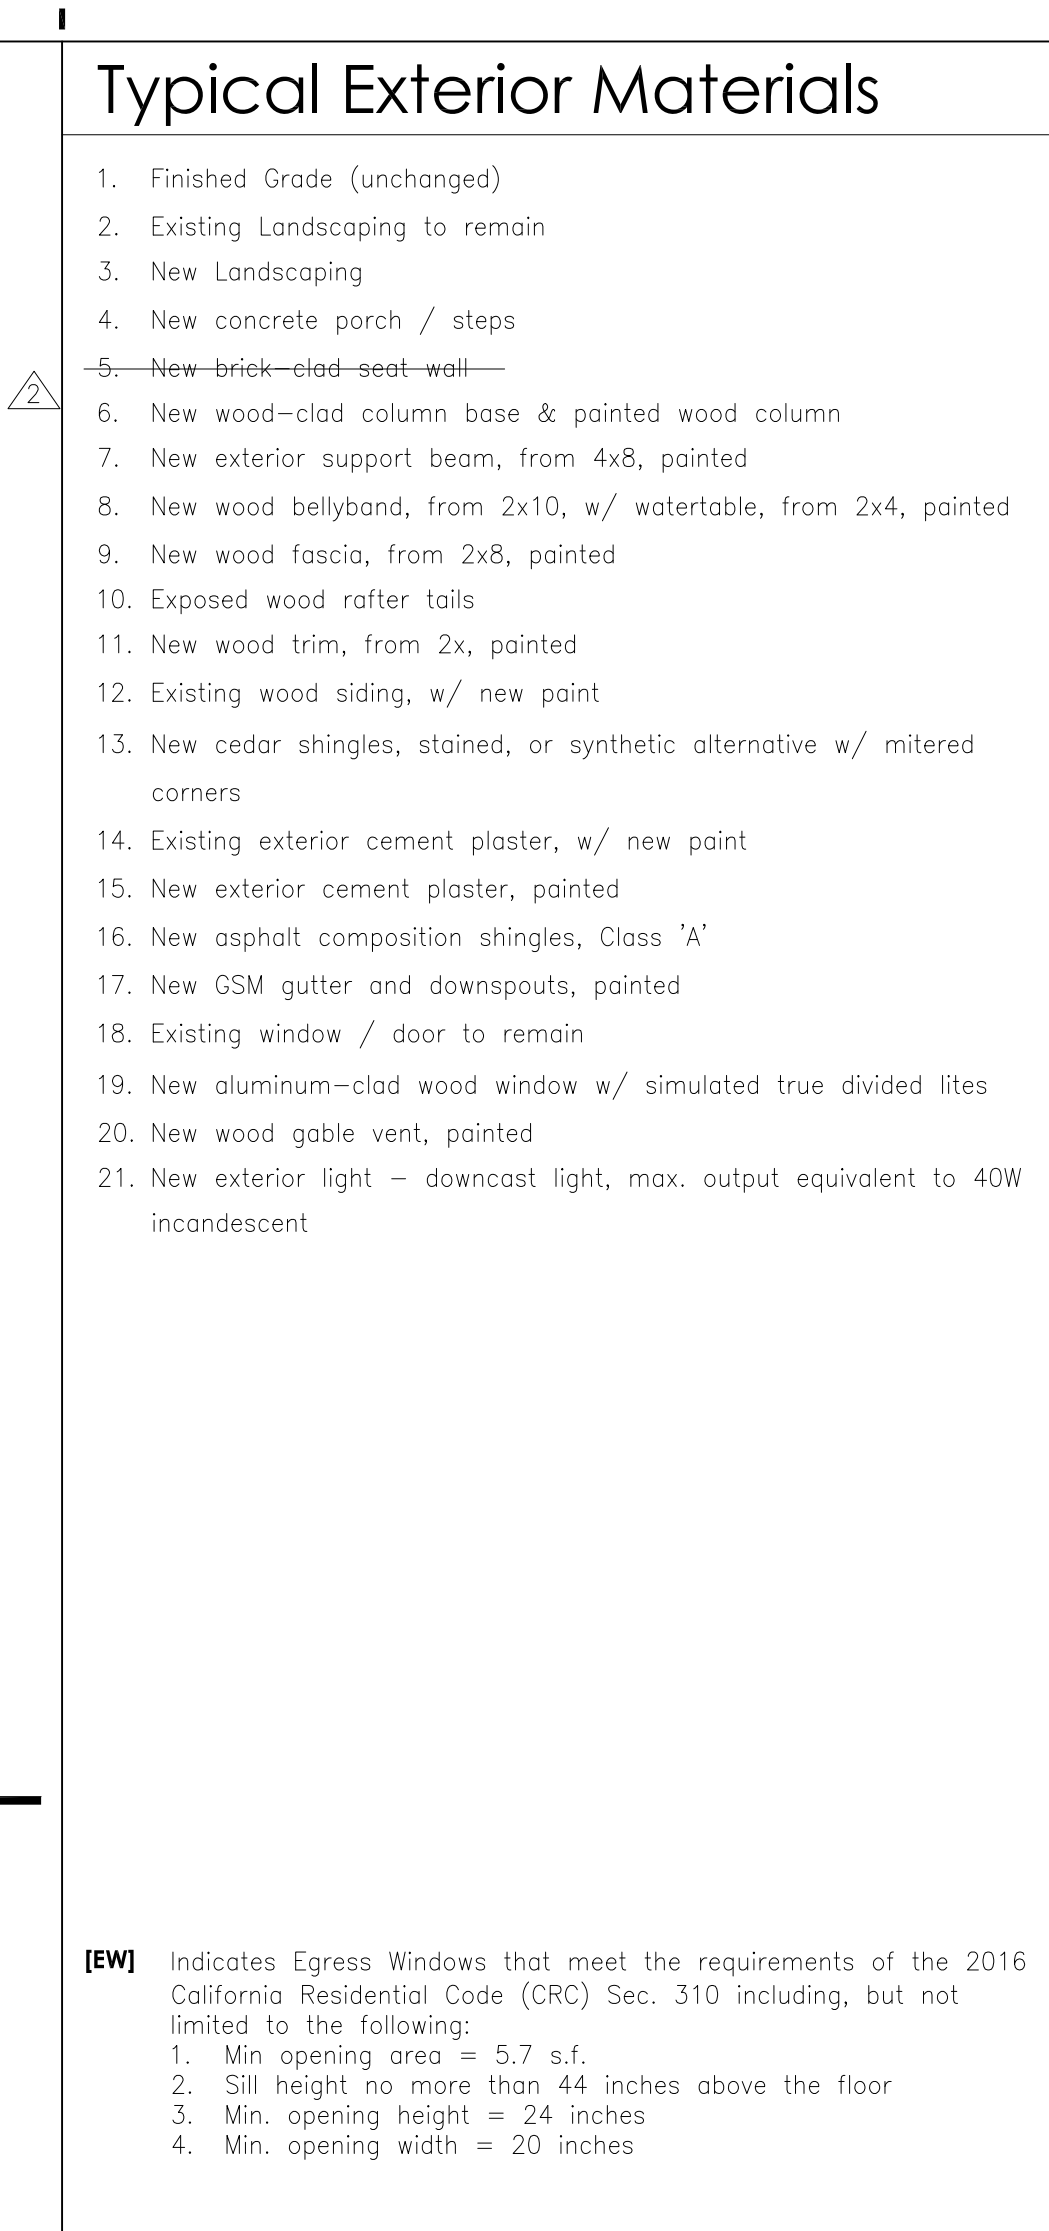 Typical Exterior Materials
1. Finished Grade (unchanged)
2. Existing Landscaping to remain
3. New Landscaping
4. New concrete porch / steps
5. New brick-clad seat wall
2
6. New wood-clad column base & painted wood column
7. New exterior support beam, from 4x8, painted
8. New wood bellyband, from 2x10, w/ watertable, from 2x4, painted
9. New wood fascia, from 2x8, painted
10. Exposed wood rafter tails
11. New wood trim, from 2x, painted
12. Existing wood siding, w/ new paint
13. New cedar shingles, stained, or synthetic alternative w/ mitered
corners
14. Existing exterior cement plaster, w/ new paint
15. New exterior cement plaster, painted
16. New asphalt composition shingles, Class 'A'
17. New GSM gutter and downspouts, painted
18. Existing window / door to remain
19. New aluminum-clad wood window w/ simulated true divided lites
20. New wood gable vent, painted
21. New exterior light - downcast light, max. output equivalent to 40W
incandescent
[EW] Indicates Egress Windows that meet the requirements of the 2016
California Residential Code (CRC) Sec. 310 including, but not
limited to the following:
1. Min opening area = 5.7 s.f.
2. Sill height no more than 44 inches above the floor
3. Min. opening height = 24 inches
4. Min. opening width = 20 inches